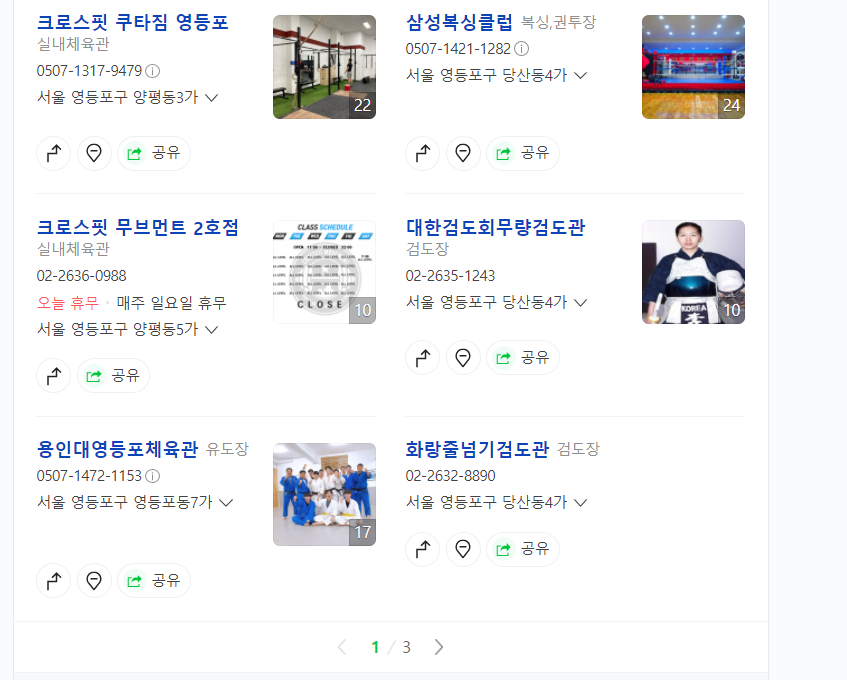 크로스핏 쿠타짐 영등포
실내체육관
0507-1317-9479
서울 영등포구 양평동3가
22
공유
삼성복싱클럽 복싱,권투장
0507-1421-1282
서울 영등포구 당산동4가
24
공유
크로스핏 무브먼트 2호점
실내체육관
02-2636-0988
오늘 휴무 · 매주 일요일 휴무
서울 영등포구 양평동5가
CLASS SCHEDULE
CLOSE
10
공유
대한검도회무량검도관
검도장
02-2635-1243
서울 영등포구 당산동4가
KOREA
10
공유
용인대영등포체육관 유도장
0507-1472-1153
서울 영등포구 영등포동7가
17
공유
화랑줄넘기검도관 검도장
02-2632-8890
서울 영등포구 당산동4가
공유
1 / 3